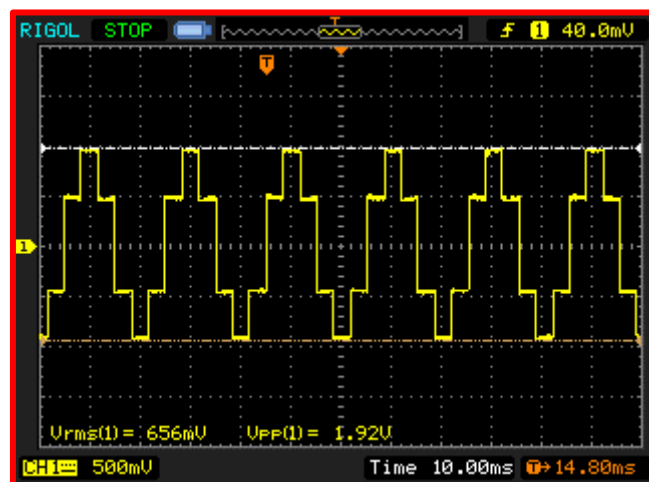 RIGOL STOP T T 1 40.0mV
1
Vrms(1)= 656mV Vpp(1)= 1.92V
CH1 500mV Time 10.00ms T→14.80ms